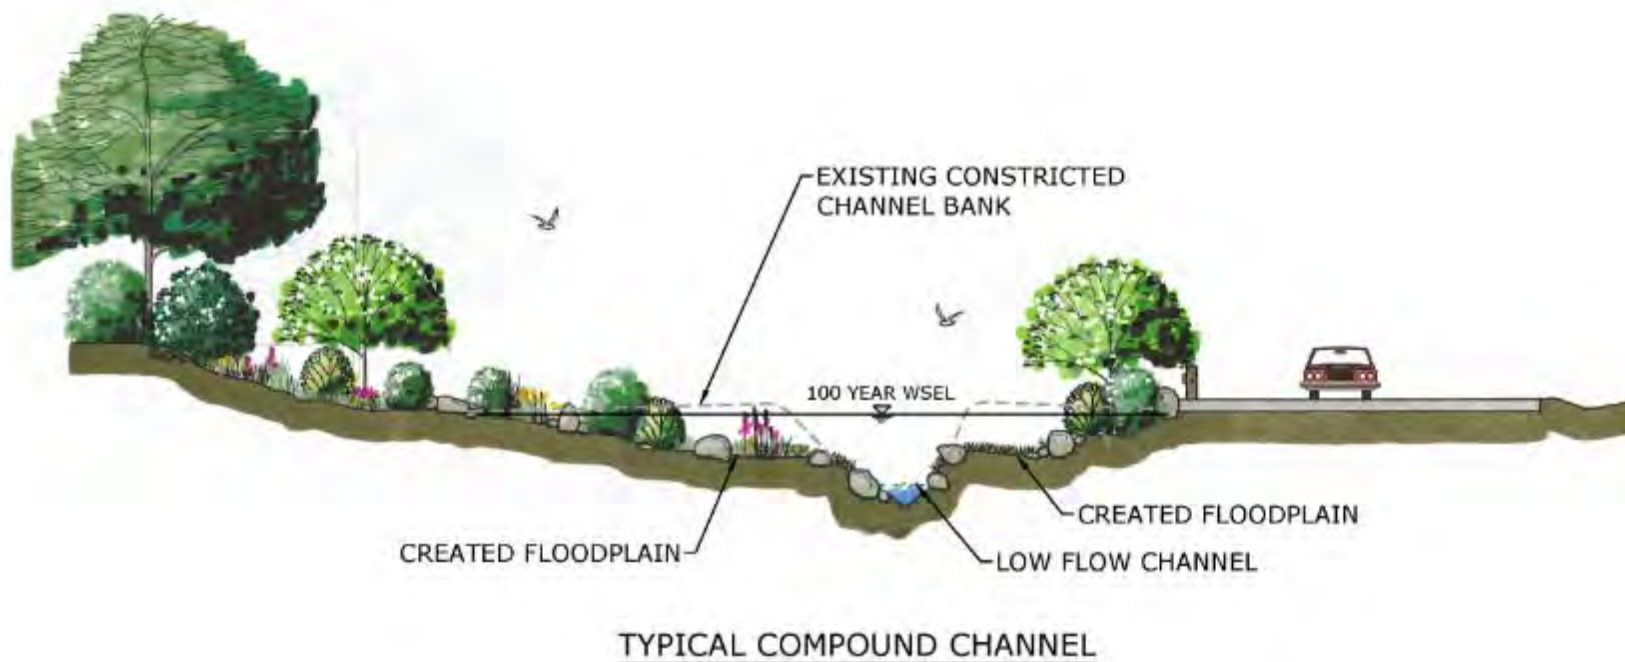 EXISTING CONSTRICTED
CHANNEL BANK
100 YEAR WSEL
CREATED FLOODPLAIN
CREATED FLOODPLAIN
LOW FLOW CHANNEL
TYPICAL COMPOUND CHANNEL